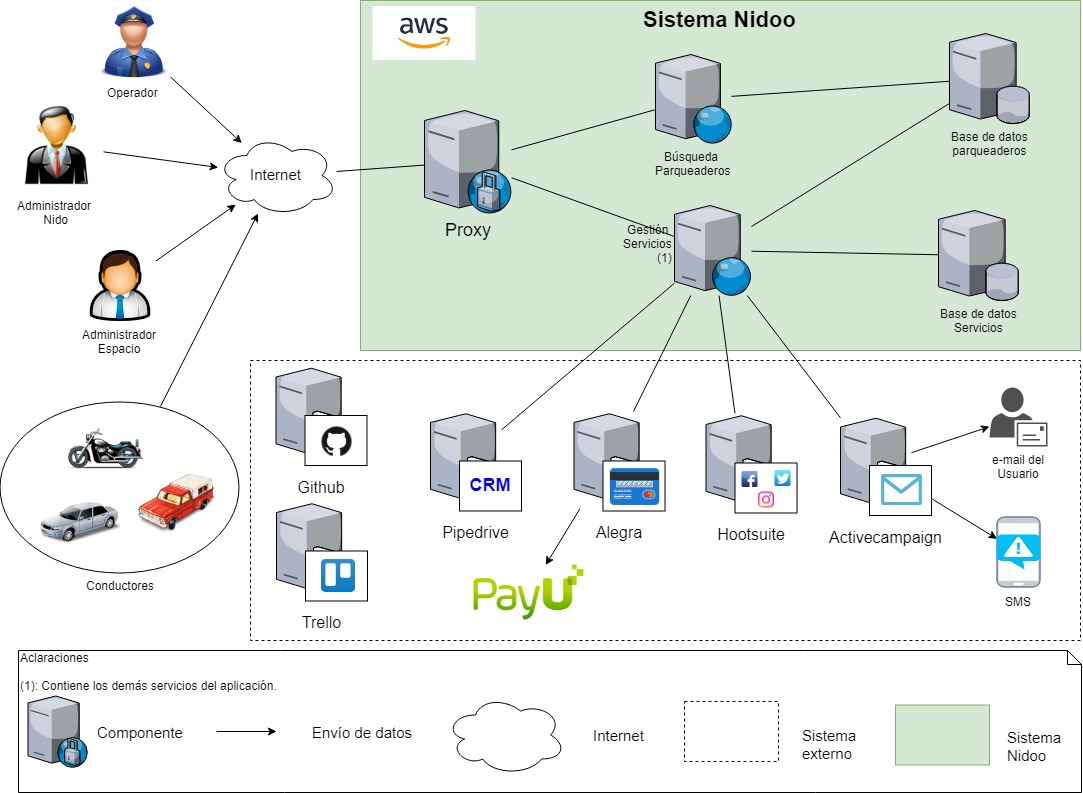 aws
Sistema Nidoo
Operador
Internet
Administrador
Nido
Administrador
Espacio
Conductores
Proxy
Búsqueda
Parqueaderos
Base de datos
parqueaderos
Gestión
Servicios
(1)
Base de datos
Servicios
Github
Trello
CRM
Pipedrive
Alegra
PayU
Hootsuite
Activecampaign
e-mail del
Usuario
SMS
Aclaraciones
(1): Contiene los demás servicios del aplicación.
Componente
Envío de datos
Internet
Sistema
externo
Sistema
Nidoo